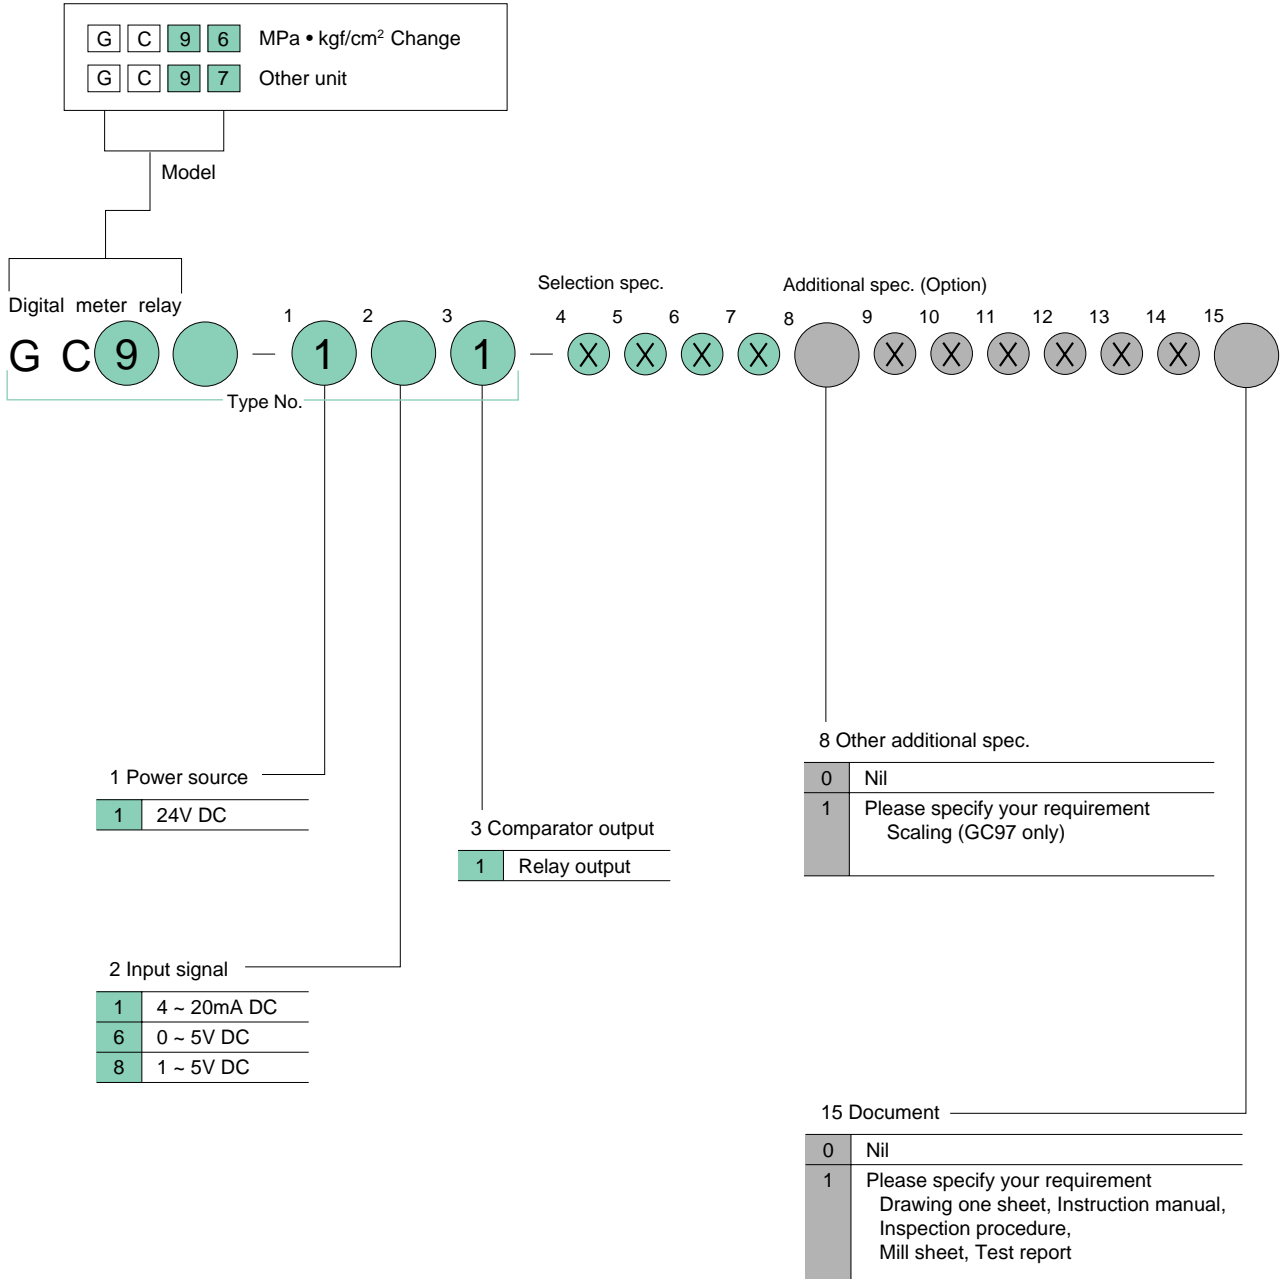 G C 9 6 MPa • kgf/cm² Change
G C 9 7 Other unit
Model
Digital meter relay
Selection spec.
Additional spec. (Option)
1 2 3 4 5 6 7 8 9 10 11 12 13 14 15
G C 9 — 1 1 — X X X X X X X X X X
Type No.
1 Power source
1 24V DC
2 Input signal
1 4 ~ 20mA DC
6 0 ~ 5V DC
8 1 ~ 5V DC
3 Comparator output
1 Relay output
8 Other additional spec.
0 Nil
1 Please specify your requirement
Scaling (GC97 only)
15 Document
0 Nil
1 Please specify your requirement
Drawing one sheet, Instruction manual,
Inspection procedure,
Mill sheet, Test report